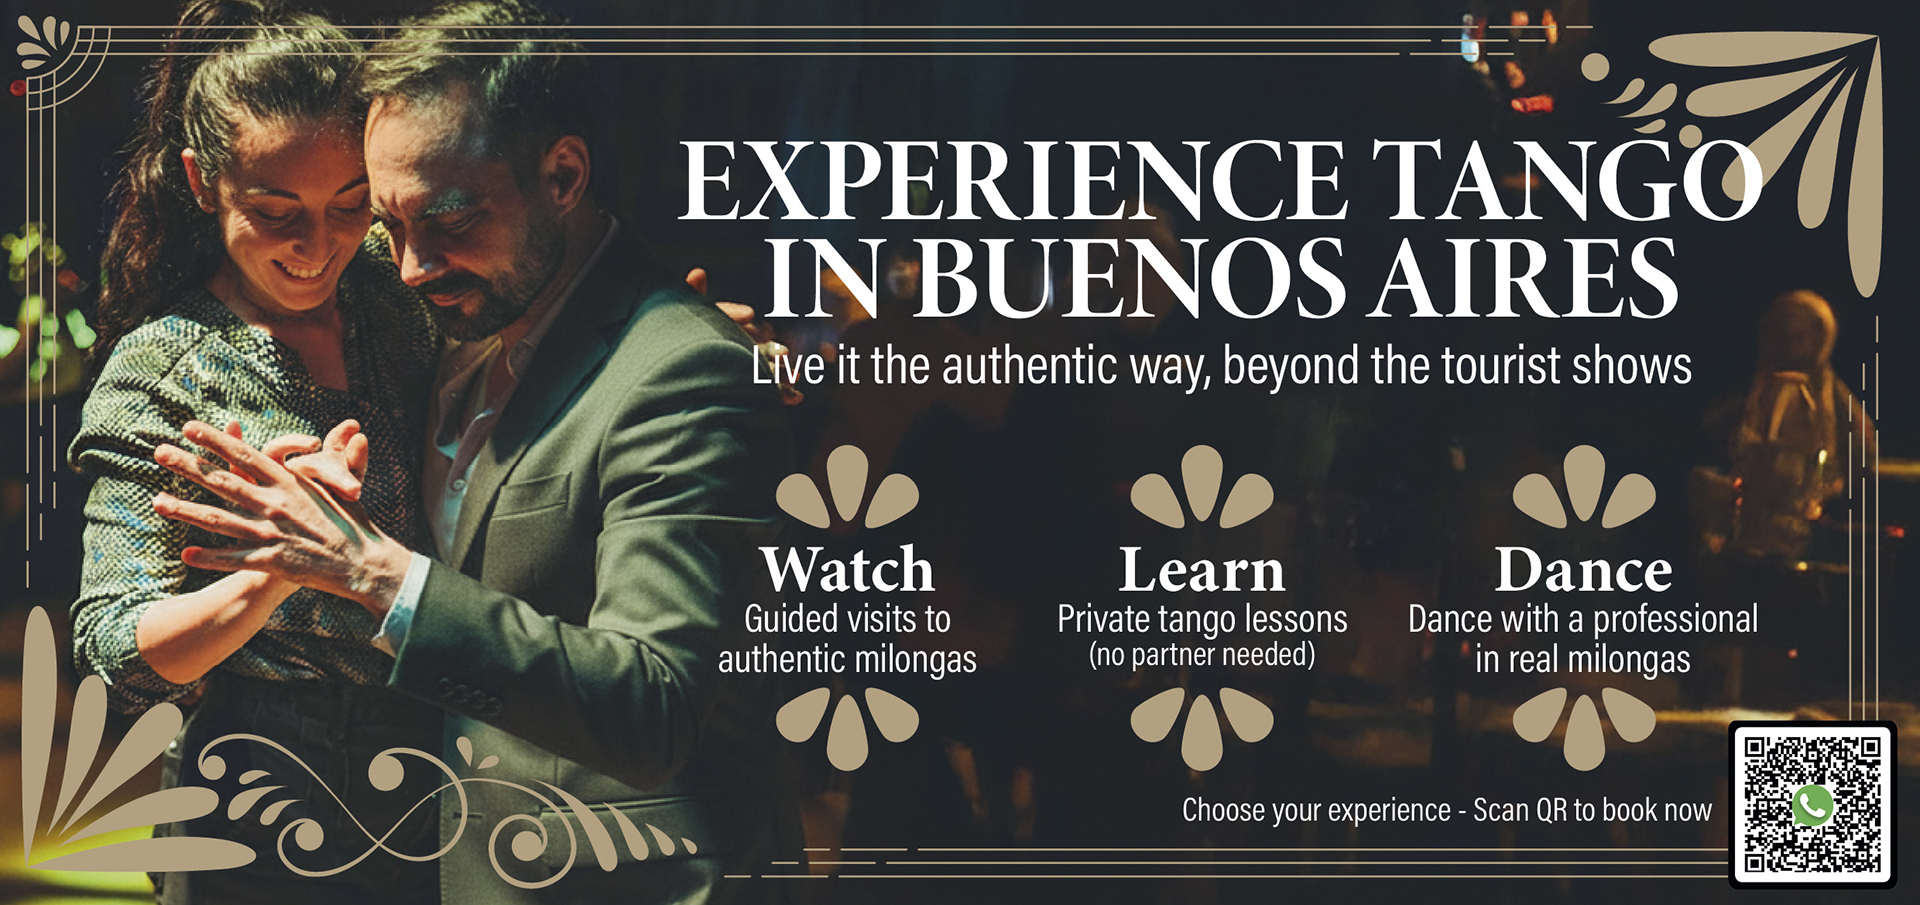 EXPERIENCE TANGO
IN BUENOS AIRES
Live it the authentic way, beyond the tourist shows
Watch
Guided visits to
authentic milongas
Learn
Private tango lessons
(no partner needed)
Dance
Dance with a professional
in real milongas
Choose your experience - Scan QR to book now